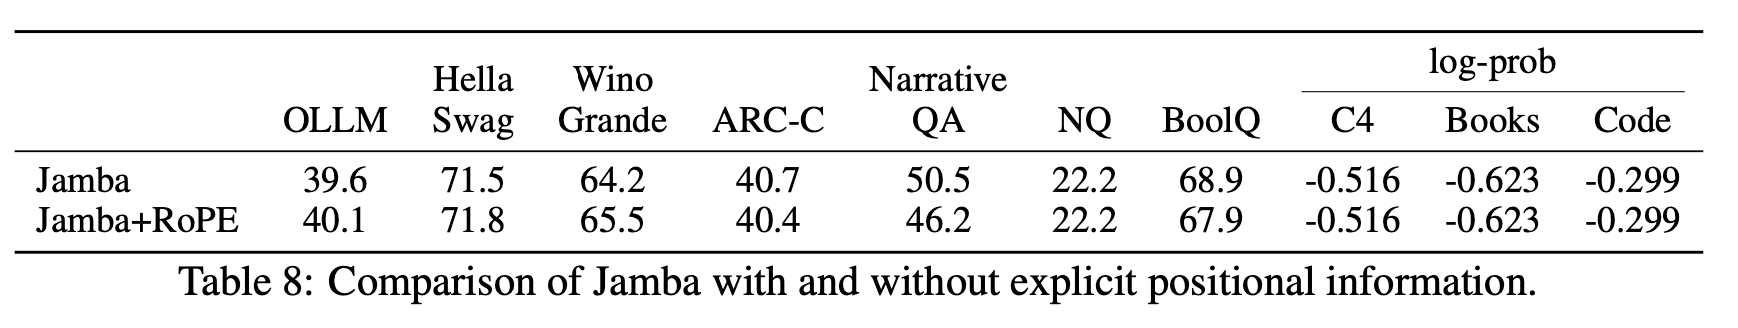 log-prob
Hella Wino Narrative
OLLM Swag Grande ARC-C QA NQ BoolQ C4 Books Code
Jamba 39.6 71.5 64.2 40.7 50.5 22.2 68.9 -0.516 -0.623 -0.299
Jamba+RoPE 40.1 71.8 65.5 40.4 46.2 22.2 67.9 -0.516 -0.623 -0.299
Table 8: Comparison of Jamba with and without explicit positional information.